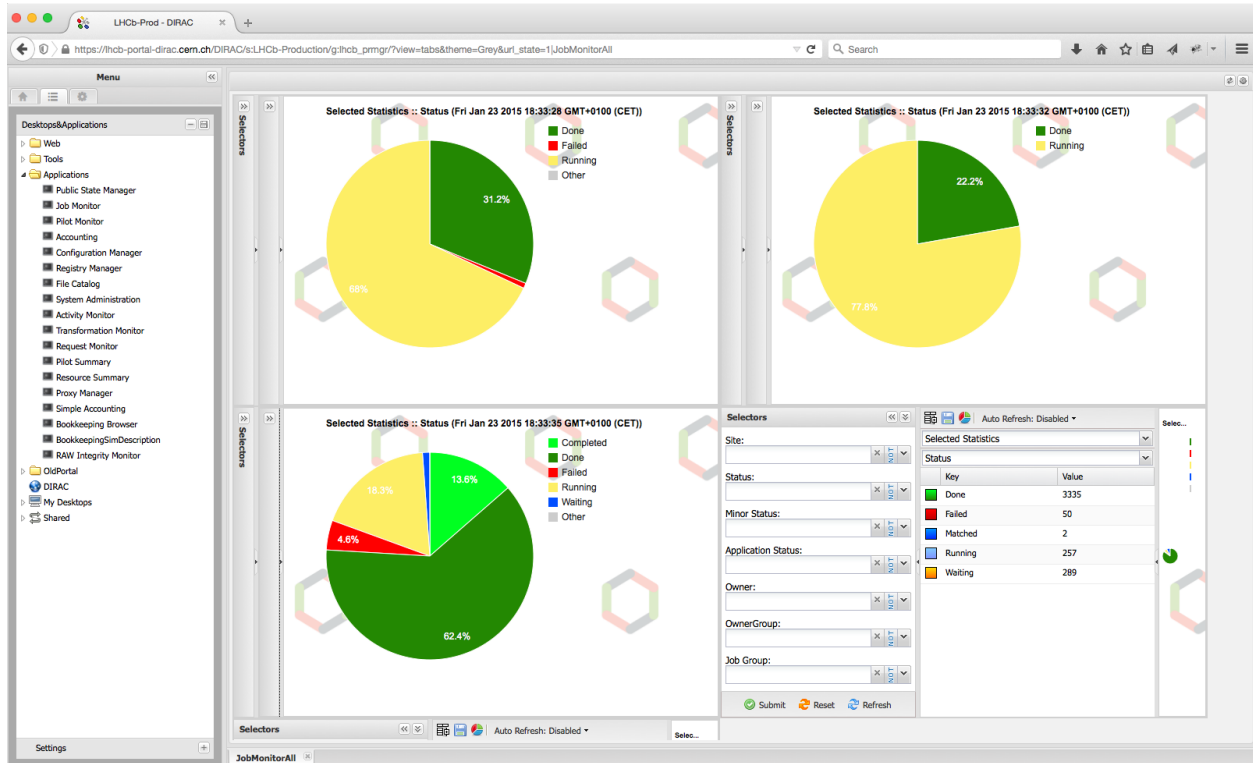 LHCb-Prod - DIRAC
https://lhcb-portal-dirac.cern.ch/DIRAC/s:LHCb-Production/g:lhcb_prmgr/?view=tabs&theme=Grey&url_state=1|JobMonitorAll
Search
Menu
Desktops&Applications
Web
Tools
Applications
Public State Manager
Job Monitor
Pilot Monitor
Accounting
Configuration Manager
Registry Manager
File Catalog
System Administration
Activity Monitor
Transformation Monitor
Request Monitor
Pilot Summary
Resource Summary
Proxy Manager
Simple Accounting
Bookkeeping Browser
BookkeepingSimDescription
RAW Integrity Monitor
OldPortal
DIRAC
My Desktops
Shared
Settings
Selectors
Selected Statistics :: Status (Fri Jan 23 2015 18:33:28 GMT+0100 (CET))
Done
Failed
Running
Other
31.2%
68%
Selectors
Selected Statistics :: Status (Fri Jan 23 2015 18:33:32 GMT+0100 (CET))
Done
Running
22.2%
77.8%
Selectors
Selected Statistics :: Status (Fri Jan 23 2015 18:33:35 GMT+0100 (CET))
Completed
Done
Failed
Running
Waiting
Other
13.6%
18.3%
4.6%
62.4%
Selectors
Auto Refresh: Disabled
Selec...
Selectors
Site:
NOT
Status:
NOT
Minor Status:
NOT
Application Status:
NOT
Owner:
NOT
OwnerGroup:
NOT
Job Group:
NOT
Submit Reset Refresh
Auto Refresh: Disabled
Selected Statistics
Status
Key Value
Done 3335
Failed 50
Matched 2
Running 257
Waiting 289
Selec...
JobMonitorAll